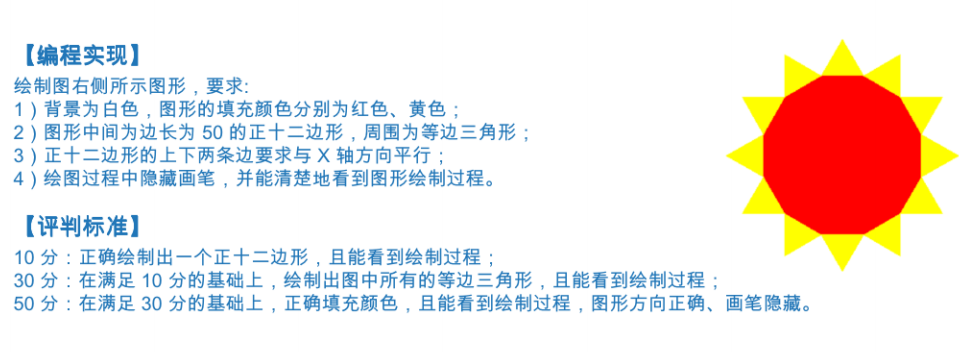 【编程实现】
绘制图右侧所示图形，要求:
1）背景为白色，图形的填充颜色分别为红色、黄色；
2）图形中间为边长为 50 的正十二边形，周围为等边三角形；
3）正十二边形的上下两条边要求与 X 轴方向平行；
4）绘图过程中隐藏画笔，并能清楚地看到图形绘制过程。
【评判标准】
10 分：正确绘制出一个正十二边形，且能看到绘制过程；
30 分：在满足 10 分的基础上，绘制出图中所有的等边三角形，且能看到绘制过程；
50 分：在满足 30 分的基础上，正确填充颜色，且能看到绘制过程，图形方向正确、画笔隐藏。